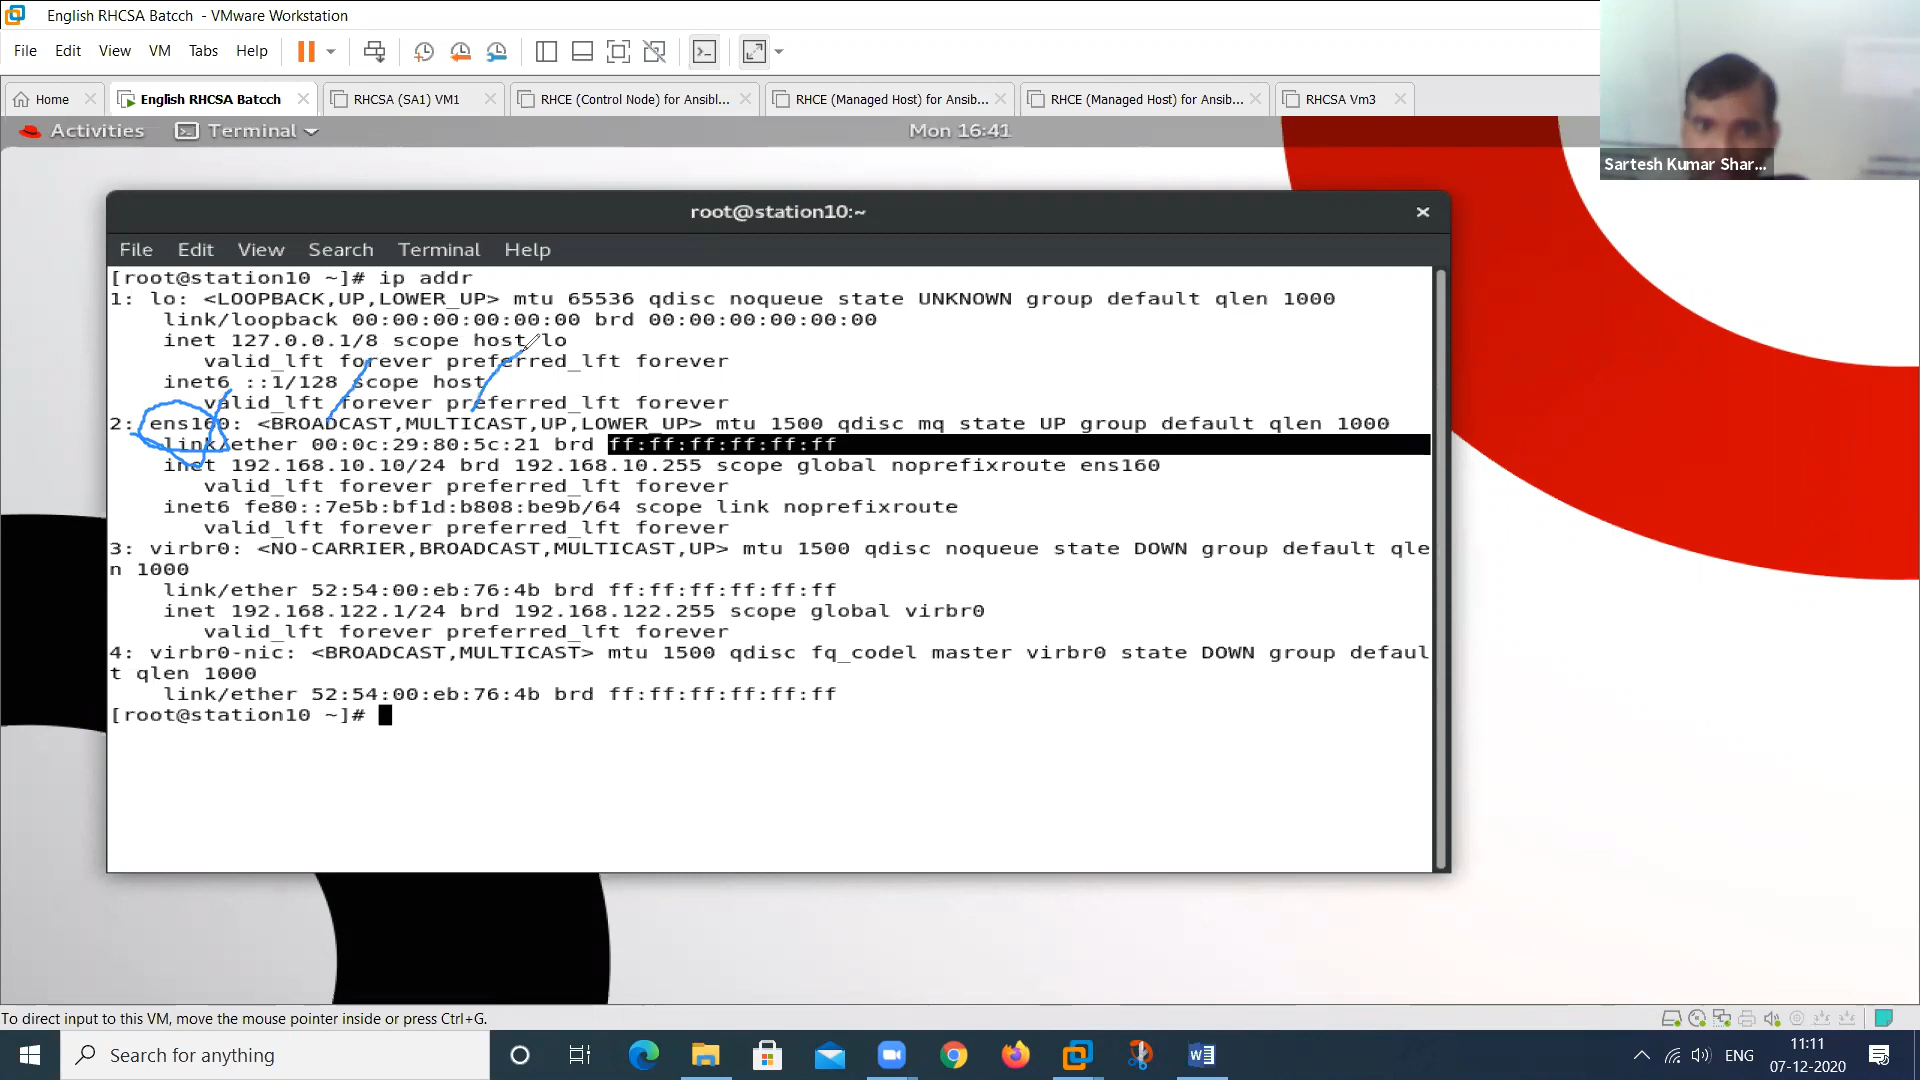 English RHCSA Batcch - VMware Workstation
File Edit View VM Tabs Help
Home
English RHCSA Batcch
RHCSA (SA1) VM1
RHCE (Control Node) for Ansibl...
RHCE (Managed Host) for Ansib...
RHCE (Managed Host) for Ansib...
RHCSA Vm3
Activities Terminal Mon 16:41
Sartesh Kumar Shar...
root@station10:~
File Edit View Search Terminal Help
[root@station10 ~]# ip addr
1: lo: <LOOPBACK,UP,LOWER_UP> mtu 65536 qdisc noqueue state UNKNOWN group default qlen 1000
link/loopback 00:00:00:00:00:00 brd 00:00:00:00:00:00
inet 127.0.0.1/8 scope host lo
valid_lft forever preferred_lft forever
inet6 ::1/128 scope host
valid_lft forever preferred_lft forever
2: ens160: <BROADCAST,MULTICAST,UP,LOWER_UP> mtu 1500 qdisc mq state UP group default qlen 1000
link/ether 00:0c:29:80:5c:21 brd ff:ff:ff:ff:ff:ff
inet 192.168.10.10/24 brd 192.168.10.255 scope global noprefixroute ens160
valid_lft forever preferred_lft forever
inet6 fe80::7e5b:bf1d:b808:be9b/64 scope link noprefixroute
valid_lft forever preferred_lft forever
3: virbr0: <NO-CARRIER,BROADCAST,MULTICAST,UP> mtu 1500 qdisc noqueue state DOWN group default qle
n 1000
link/ether 52:54:00:eb:76:4b brd ff:ff:ff:ff:ff:ff
inet 192.168.122.1/24 brd 192.168.122.255 scope global virbr0
valid_lft forever preferred_lft forever
4: virbr0-nic: <BROADCAST,MULTICAST> mtu 1500 qdisc fq_codel master virbr0 state DOWN group defaul
t qlen 1000
link/ether 52:54:00:eb:76:4b brd ff:ff:ff:ff:ff:ff
[root@station10 ~]#
To direct input to this VM, move the mouse pointer inside or press Ctrl+G.
Search for anything
ENG
11:11
07-12-2020